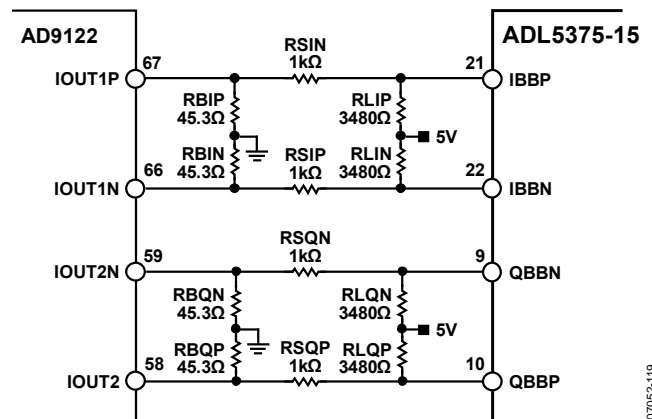 AD9122
ADL5375-15
RSIN
1kΩ
67
21
IOUT1P
IBBP
RBIP
45.3Ω
RLIP
3480Ω
5V
RBIN
45.3Ω
RSIP
1kΩ
RLIN
3480Ω
66
22
IOUT1N
IBBN
RSQN
1kΩ
59
9
IOUT2N
QBBN
RBQN
45.3Ω
RLQN
3480Ω
5V
RBQP
45.3Ω
RSQP
1kΩ
RLQP
3480Ω
58
10
IOUT2
QBBP
07052-119